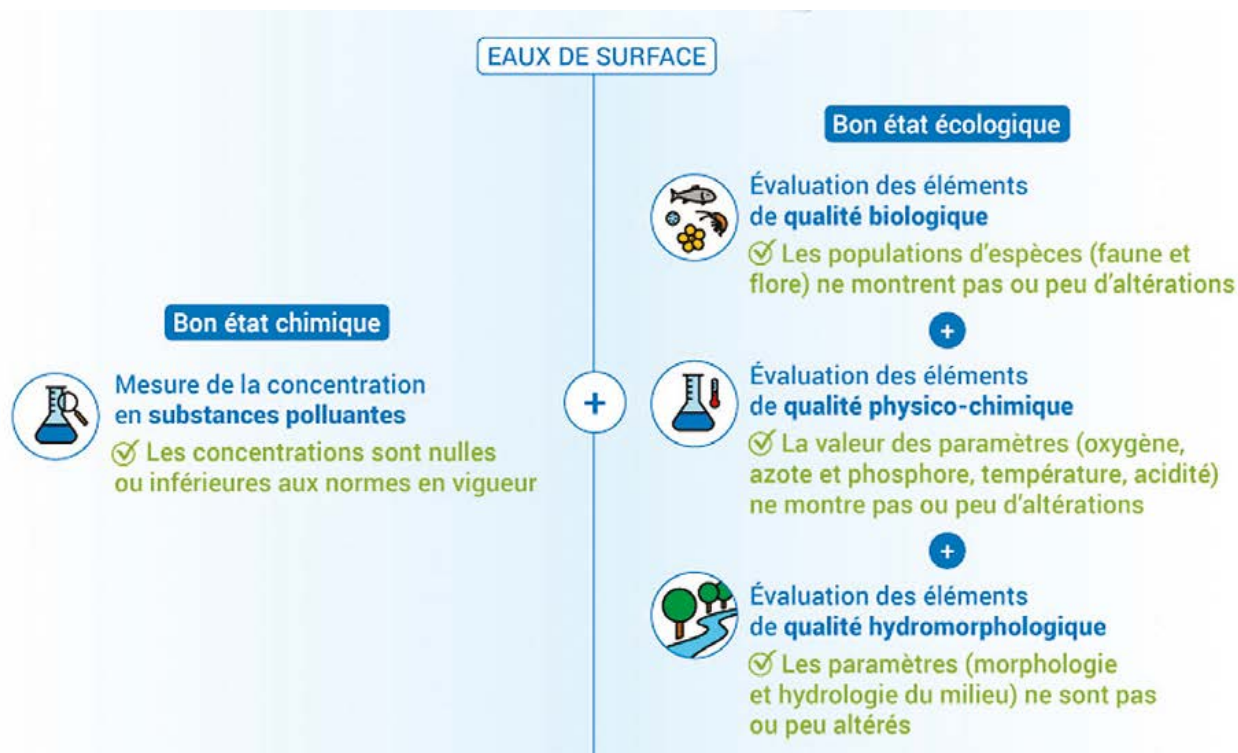 EAUX DE SURFACE
Bon état chimique
Mesure de la concentration
en substances polluantes
Les concentrations sont nulles
ou inférieures aux normes en vigueur
+
Bon état écologique
Évaluation des éléments
de qualité biologique
Les populations d'espèces (faune et
flore) ne montrent pas ou peu d'altérations
+
Évaluation des éléments
de qualité physico-chimique
La valeur des paramètres (oxygène,
azote et phosphore, température, acidité)
ne montre pas ou peu d'altérations
+
Évaluation des éléments
de qualité hydromorphologique
Les paramètres (morphologie
et hydrologie du milieu) ne sont pas
ou peu altérés